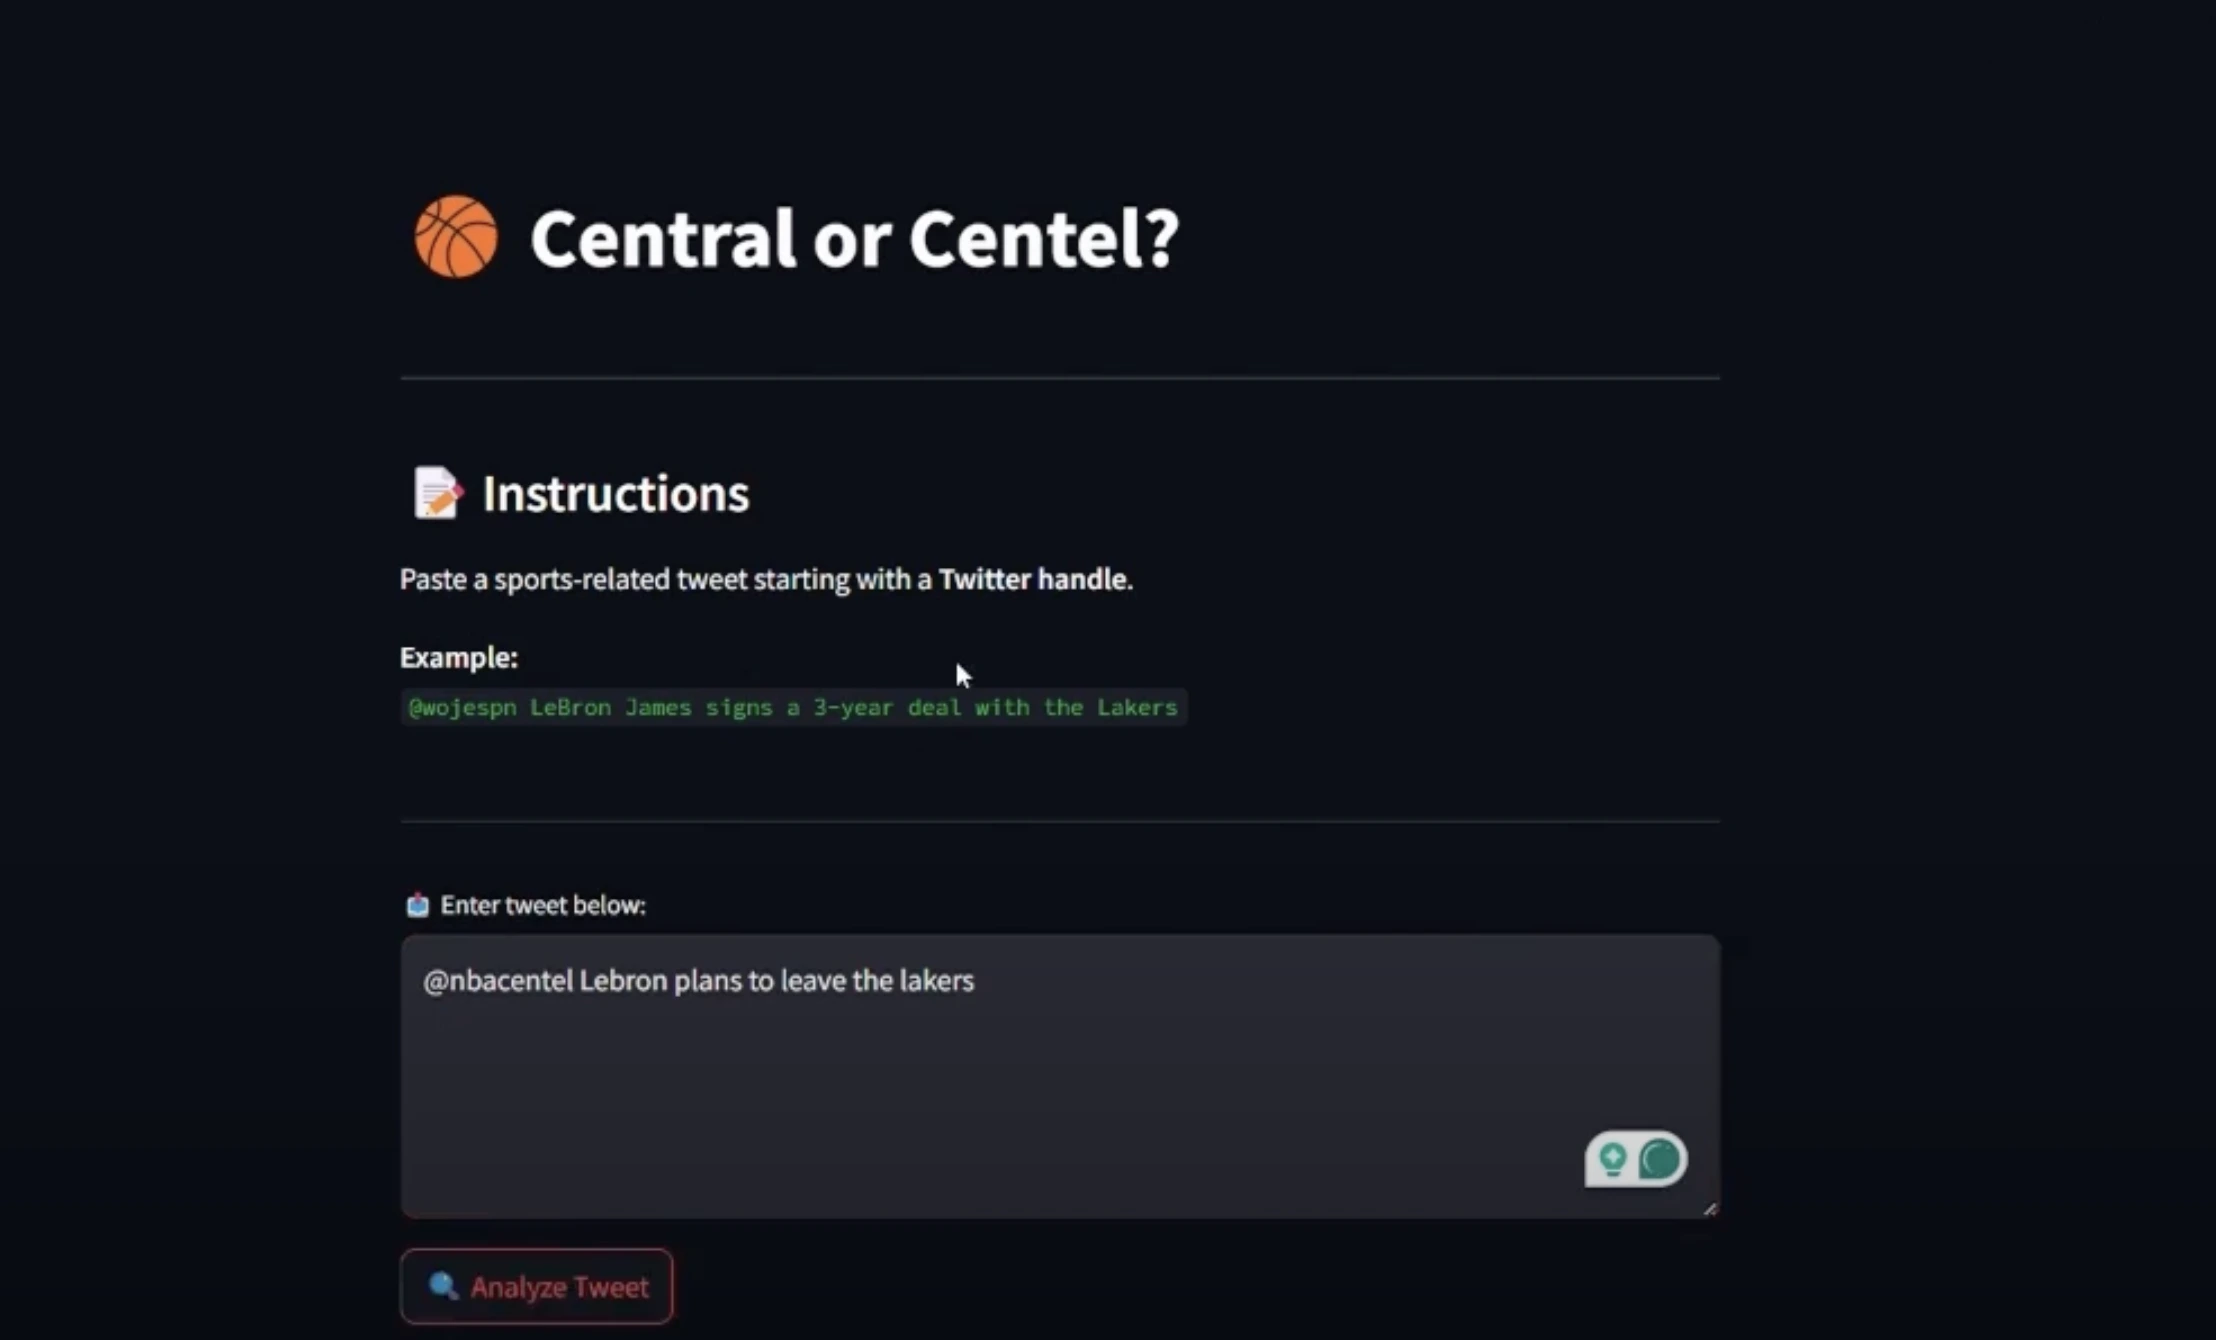 Central or Centel?
Instructions
Paste a sports-related tweet starting with a Twitter handle.
Example:
@wojespn LeBron James signs a 3-year deal with the Lakers
Enter tweet below:
@nbacentel Lebron plans to leave the lakers
Analyze Tweet